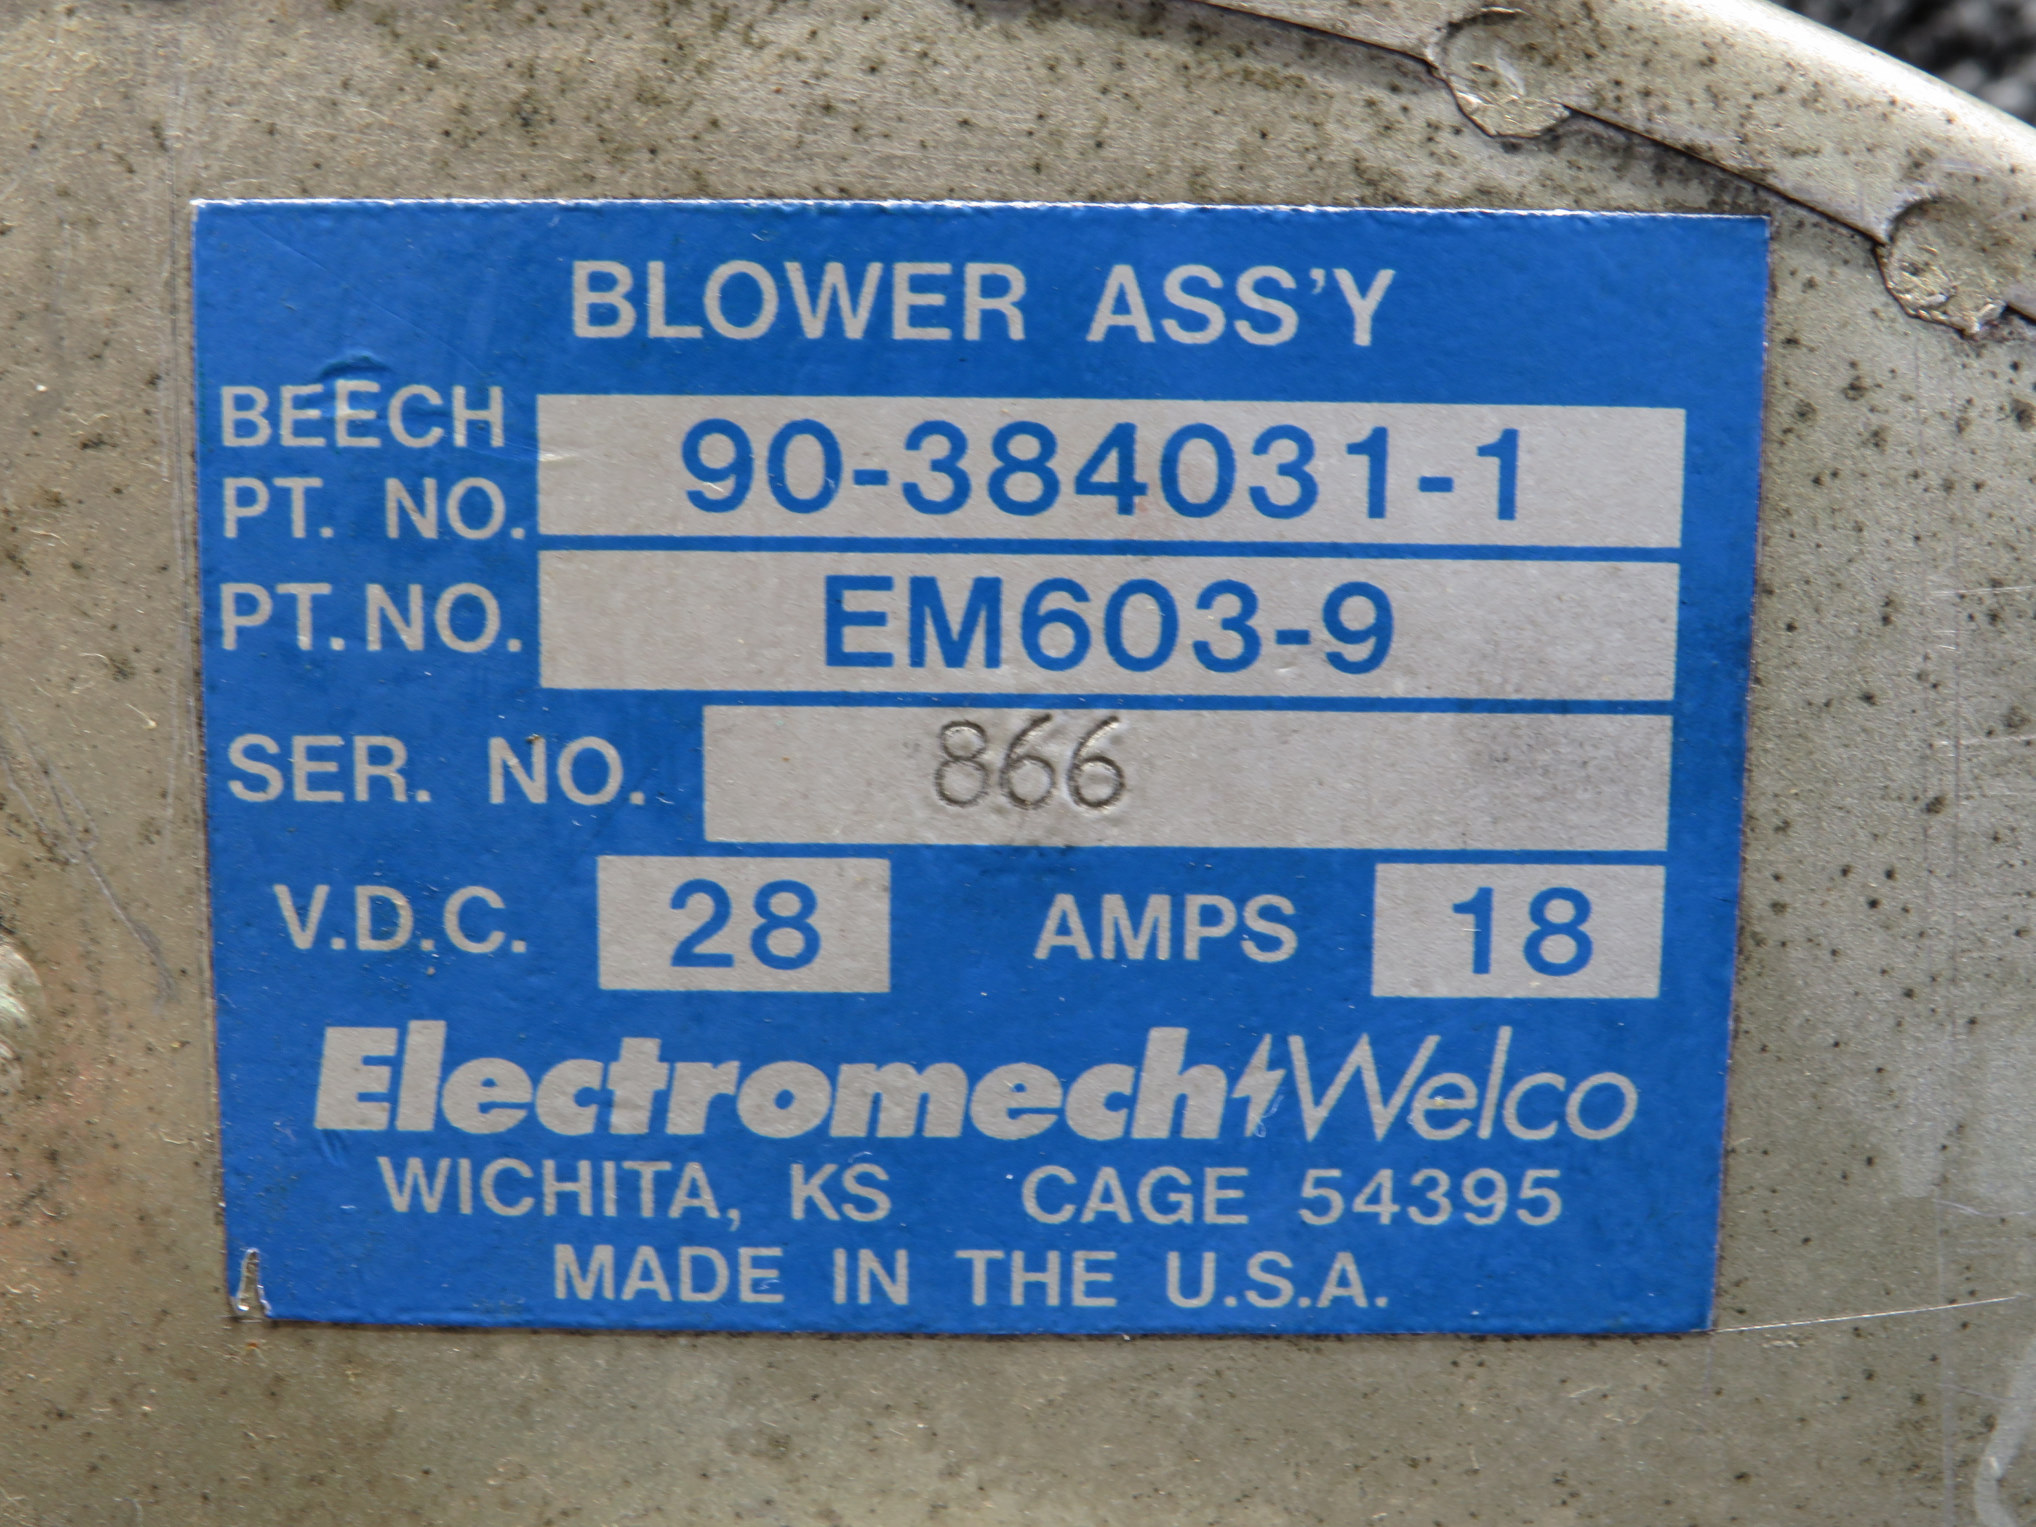 BLOWER ASS'Y
BEECH
PT. NO. 90-384031-1
PT. NO. EM603-9
SER. NO. 866
V.D.C. 28 AMPS 18
Electromech Welco
WICHITA, KS CAGE 54395
MADE IN THE U.S.A.